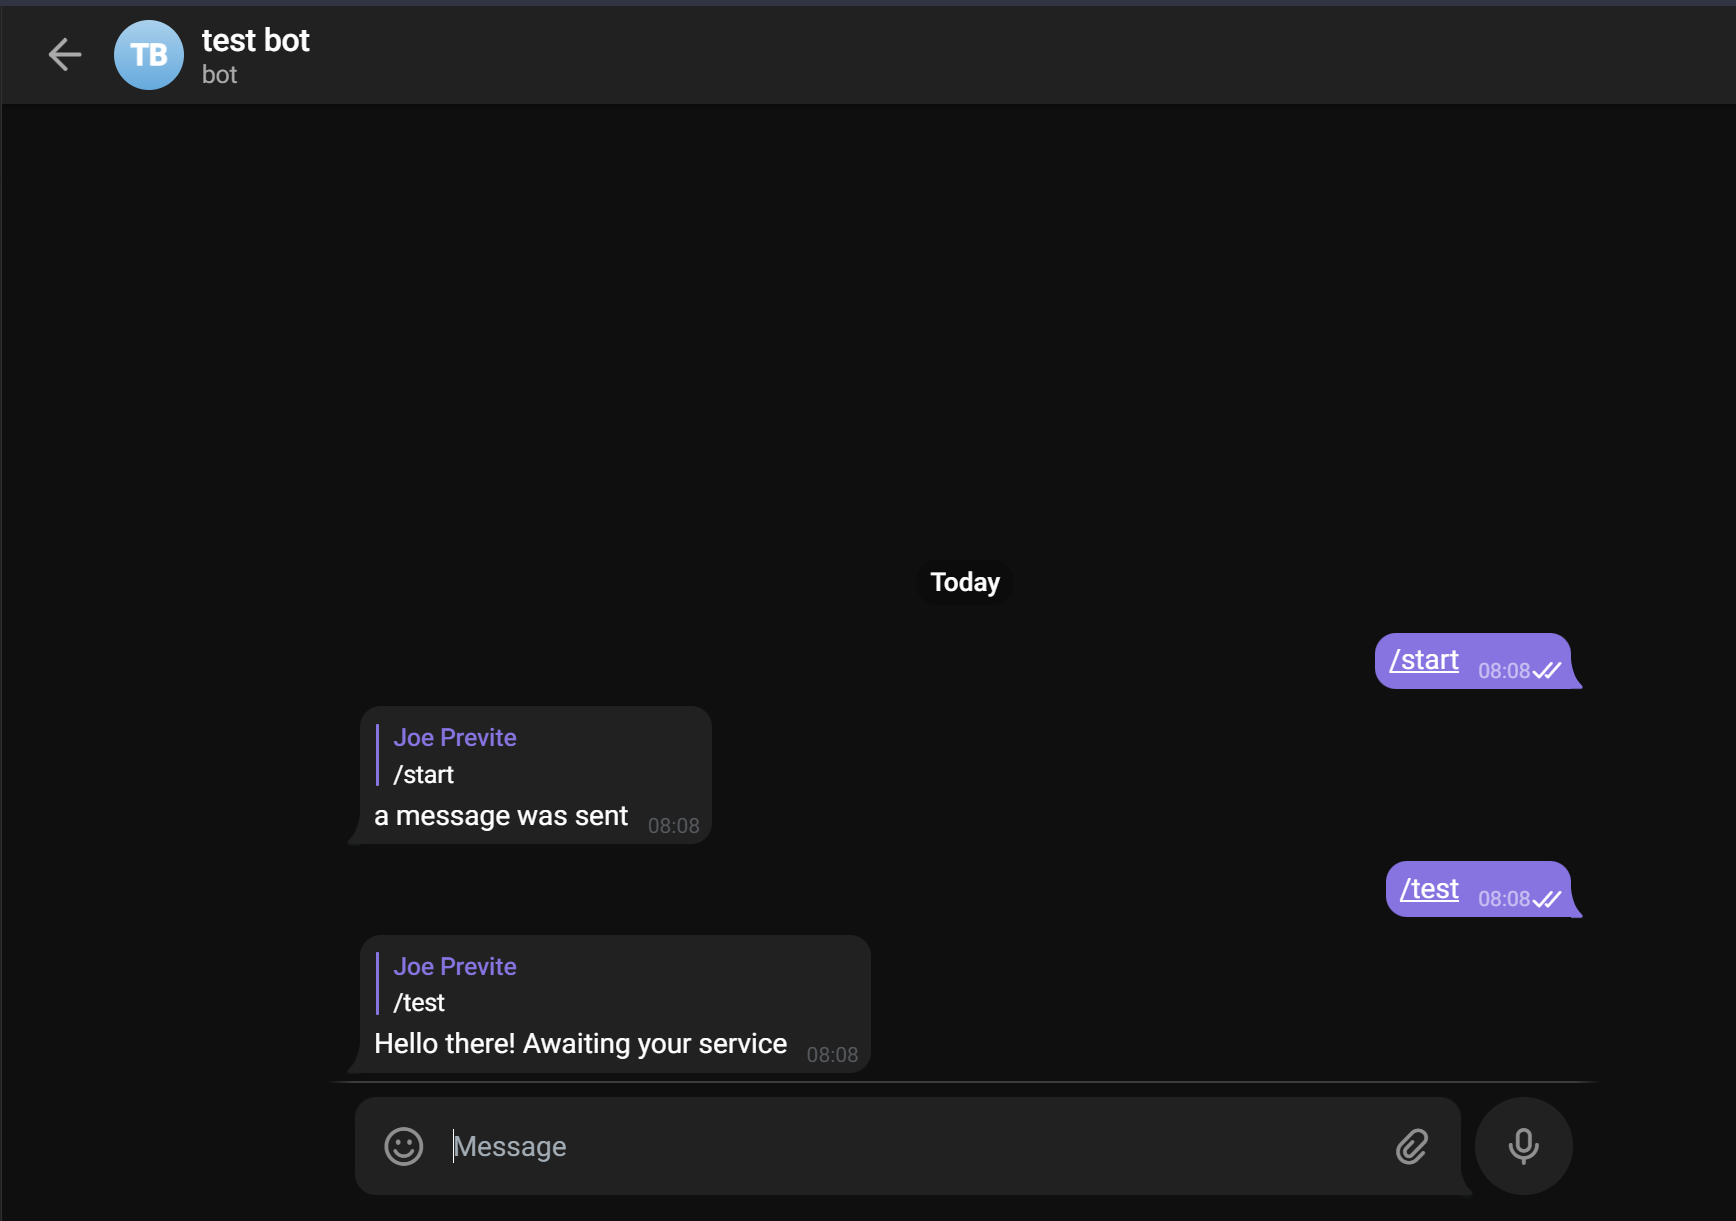 TB
test bot
bot
Today
/start 08:08
Joe Previte
/start
a message was sent 08:08
/test 08:08
Joe Previte
/test
Hello there! Awaiting your service 08:08
Message